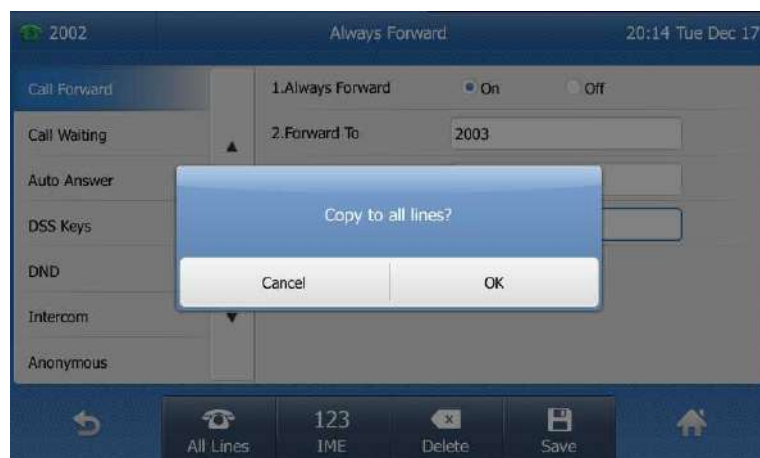 2002 Always Forward 20:14 Tue Dec 17
Call Forward
1.Always Forward On Off
Call Waiting
2.Forward To 2003
Auto Answer
DSS Keys
Copy to all lines?
DND
Cancel OK
Intercom
Anonymous
All Lines
123
IME
Delete
Save